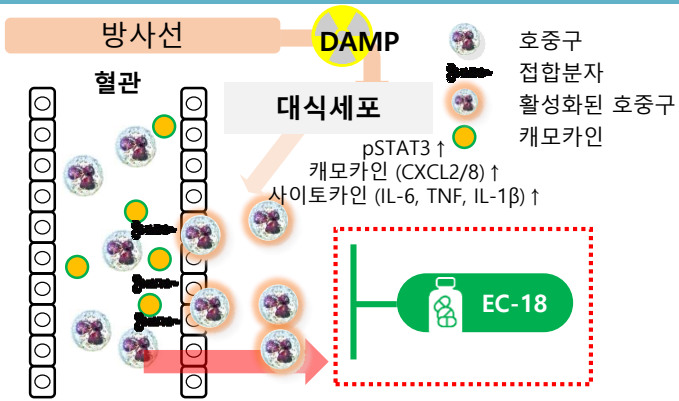 방사선
DAMP
호중구
접합분자
활성화된 호중구
캐모카인
혈관
대식세포
pSTAT3 ↑
캐모카인 (CXCL2/8) ↑
사이토카인 (IL-6, TNF, IL-1β) ↑
EC-18